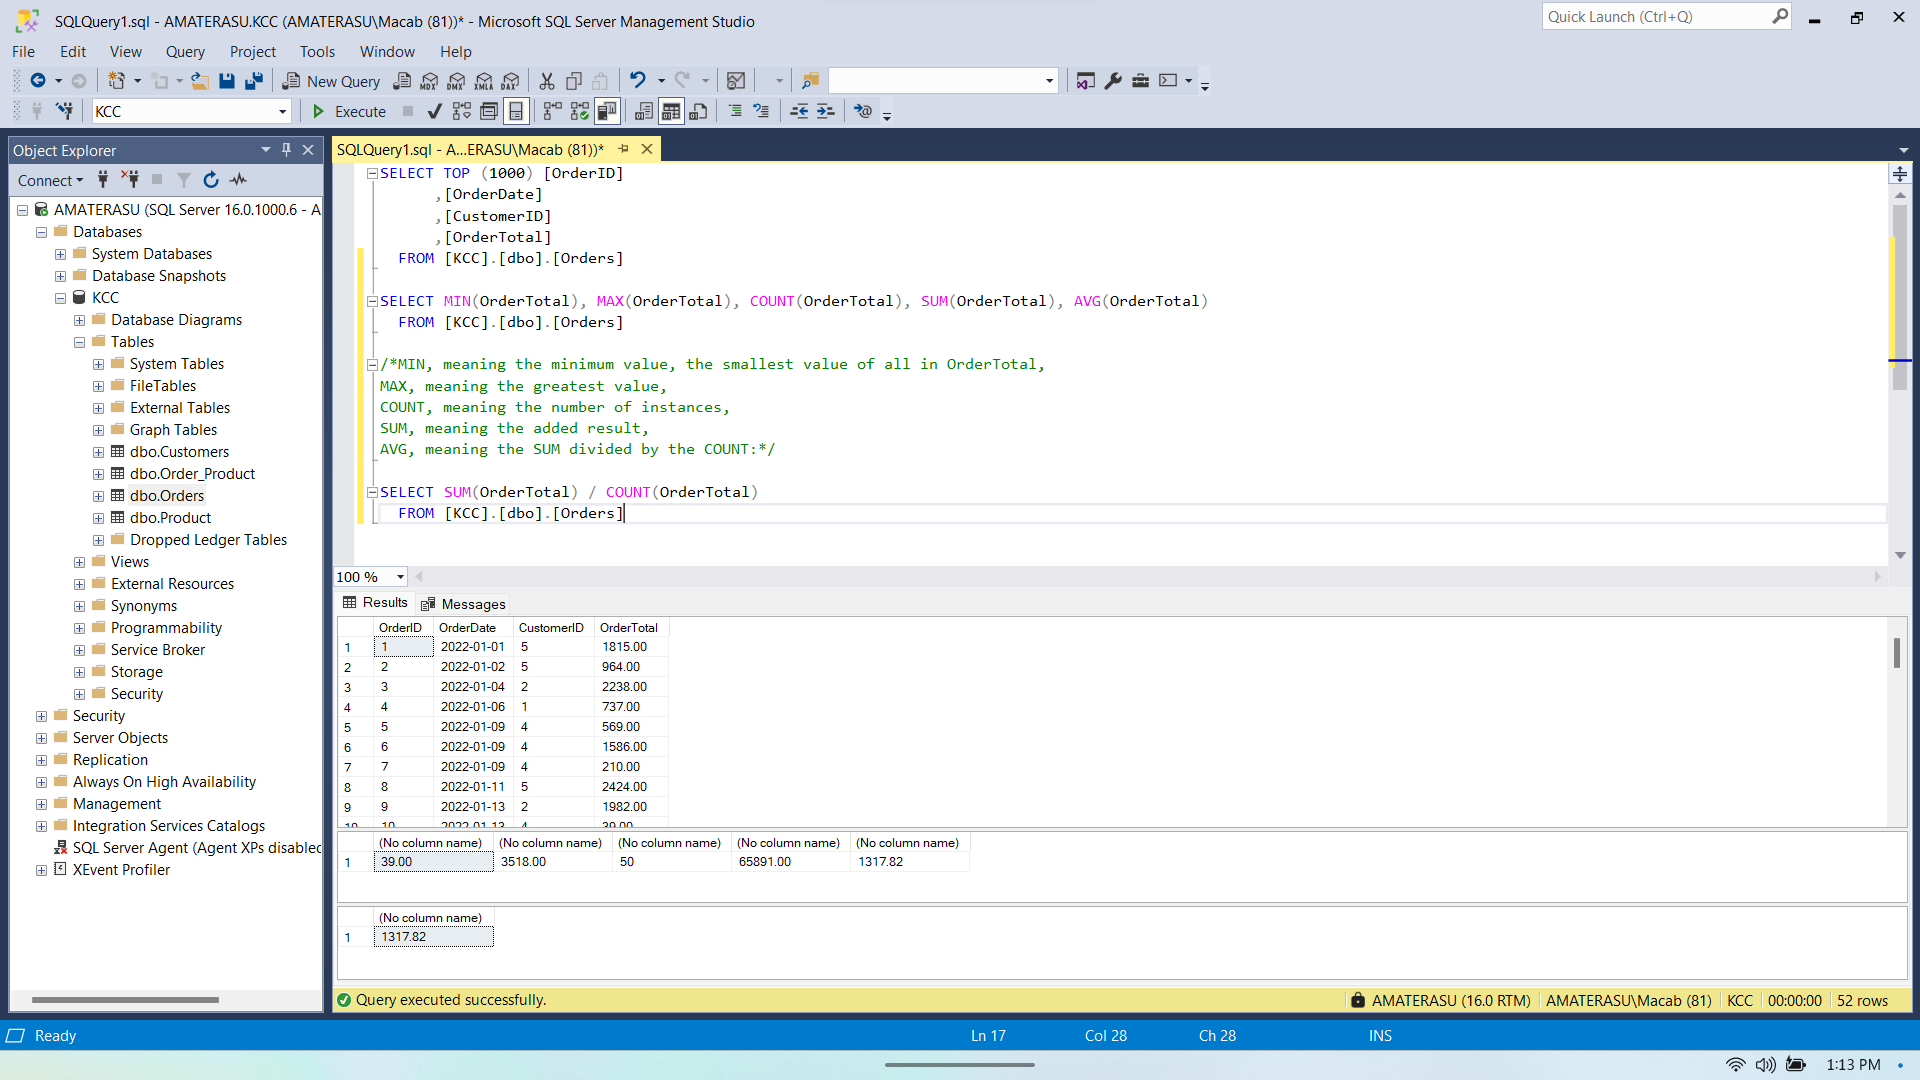 SQLQuery1.sql - AMATERASU.KCC (AMATERASU\Macab (81))* - Microsoft SQL Server Management Studio
Quick Launch (Ctrl+Q)
File Edit View Query Project Tools Window Help
New Query MDX DMX XMLA DAX
KCC Execute
Object Explorer
Connect
AMATERASU (SQL Server 16.0.1000.6 - A
Databases
System Databases
Database Snapshots
KCC
Database Diagrams
Tables
System Tables
FileTables
External Tables
Graph Tables
dbo.Customers
dbo.Order_Product
dbo.Orders
dbo.Product
Dropped Ledger Tables
Views
External Resources
Synonyms
Programmability
Service Broker
Storage
Security
Security
Server Objects
Replication
Always On High Availability
Management
Integration Services Catalogs
SQL Server Agent (Agent XPs disabled
XEvent Profiler
SQLQuery1.sql - A...ERASU\Macab (81))*
SELECT TOP (1000) [OrderID]
,[OrderDate]
,[CustomerID]
,[OrderTotal]
FROM [KCC].[dbo].[Orders]
SELECT MIN(OrderTotal), MAX(OrderTotal), COUNT(OrderTotal), SUM(OrderTotal), AVG(OrderTotal)
FROM [KCC].[dbo].[Orders]
/*MIN, meaning the minimum value, the smallest value of all in OrderTotal,
MAX, meaning the greatest value,
COUNT, meaning the number of instances,
SUM, meaning the added result,
AVG, meaning the SUM divided by the COUNT:*/
SELECT SUM(OrderTotal) / COUNT(OrderTotal)
FROM [KCC].[dbo].[Orders]
100 %
Results Messages
OrderID OrderDate CustomerID OrderTotal
1 1 2022-01-01 5 1815.00
2 2 2022-01-02 5 964.00
3 3 2022-01-04 2 2238.00
4 4 2022-01-06 1 737.00
5 5 2022-01-09 4 569.00
6 6 2022-01-09 4 1586.00
7 7 2022-01-09 4 210.00
8 8 2022-01-11 5 2424.00
9 9 2022-01-13 2 1982.00
10 10 2022-01-13 4 39.00
(No column name) (No column name) (No column name) (No column name) (No column name)
1 39.00 3518.00 50 65891.00 1317.82
(No column name)
1 1317.82
Query executed successfully. AMATERASU (16.0 RTM) AMATERASU\Macab (81) KCC 00:00:00 52 rows
Ready Ln 17 Col 28 Ch 28 INS
1:13 PM